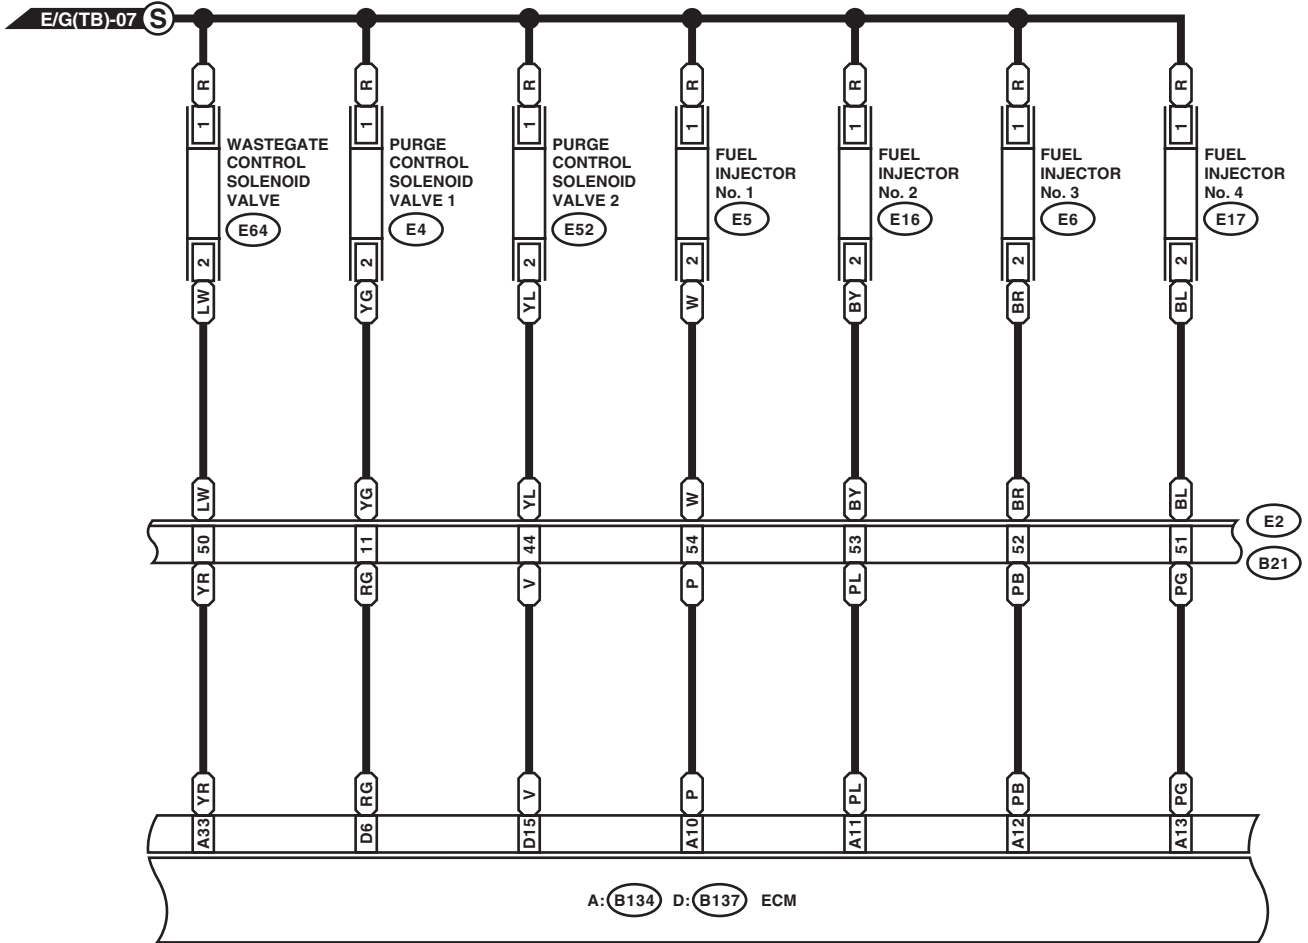 E/G(TB)-07 S
R R R R R R R
1 1 1 1 1 1 1
WASTEGATE
CONTROL
SOLENOID
VALVE
E64
PURGE
CONTROL
SOLENOID
VALVE 1
E4
PURGE
CONTROL
SOLENOID
VALVE 2
E52
FUEL
INJECTOR
No. 1
E5
FUEL
INJECTOR
No. 2
E16
FUEL
INJECTOR
No. 3
E6
FUEL
INJECTOR
No. 4
E17
2 2 2 2 2 2 2
LW YG YL W BY BR BL
LW YG YL W BY BR BL
50 11 44 54 53 52 51
E2
B21
YR RG V P PL PB PG
YR RG V P PL PB PG
A33 D6 D15 A10 A11 A12 A13
A: B134 D: B137 ECM